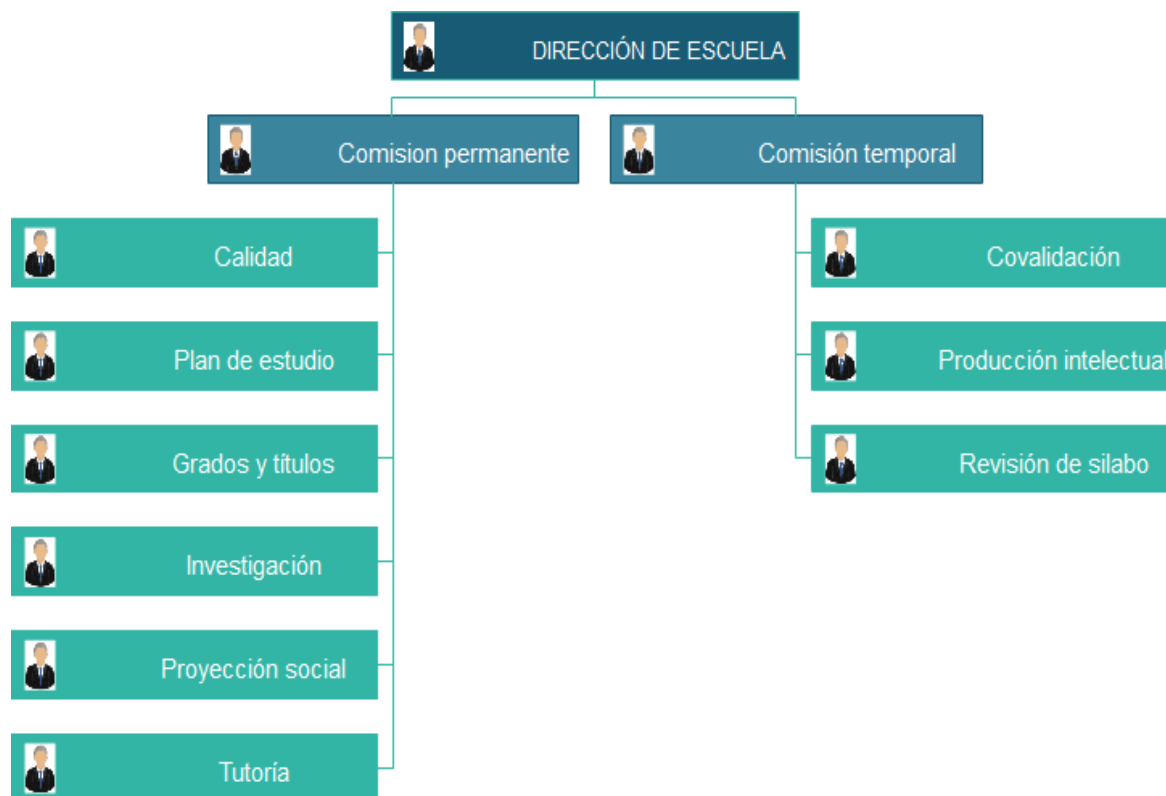 DIRECCIÓN DE ESCUELA
Comision permanente
Comisión temporal
Calidad
Plan de estudio
Grados y títulos
Investigación
Proyección social
Tutoría
Covalidación
Producción intelectual
Revisión de silabo